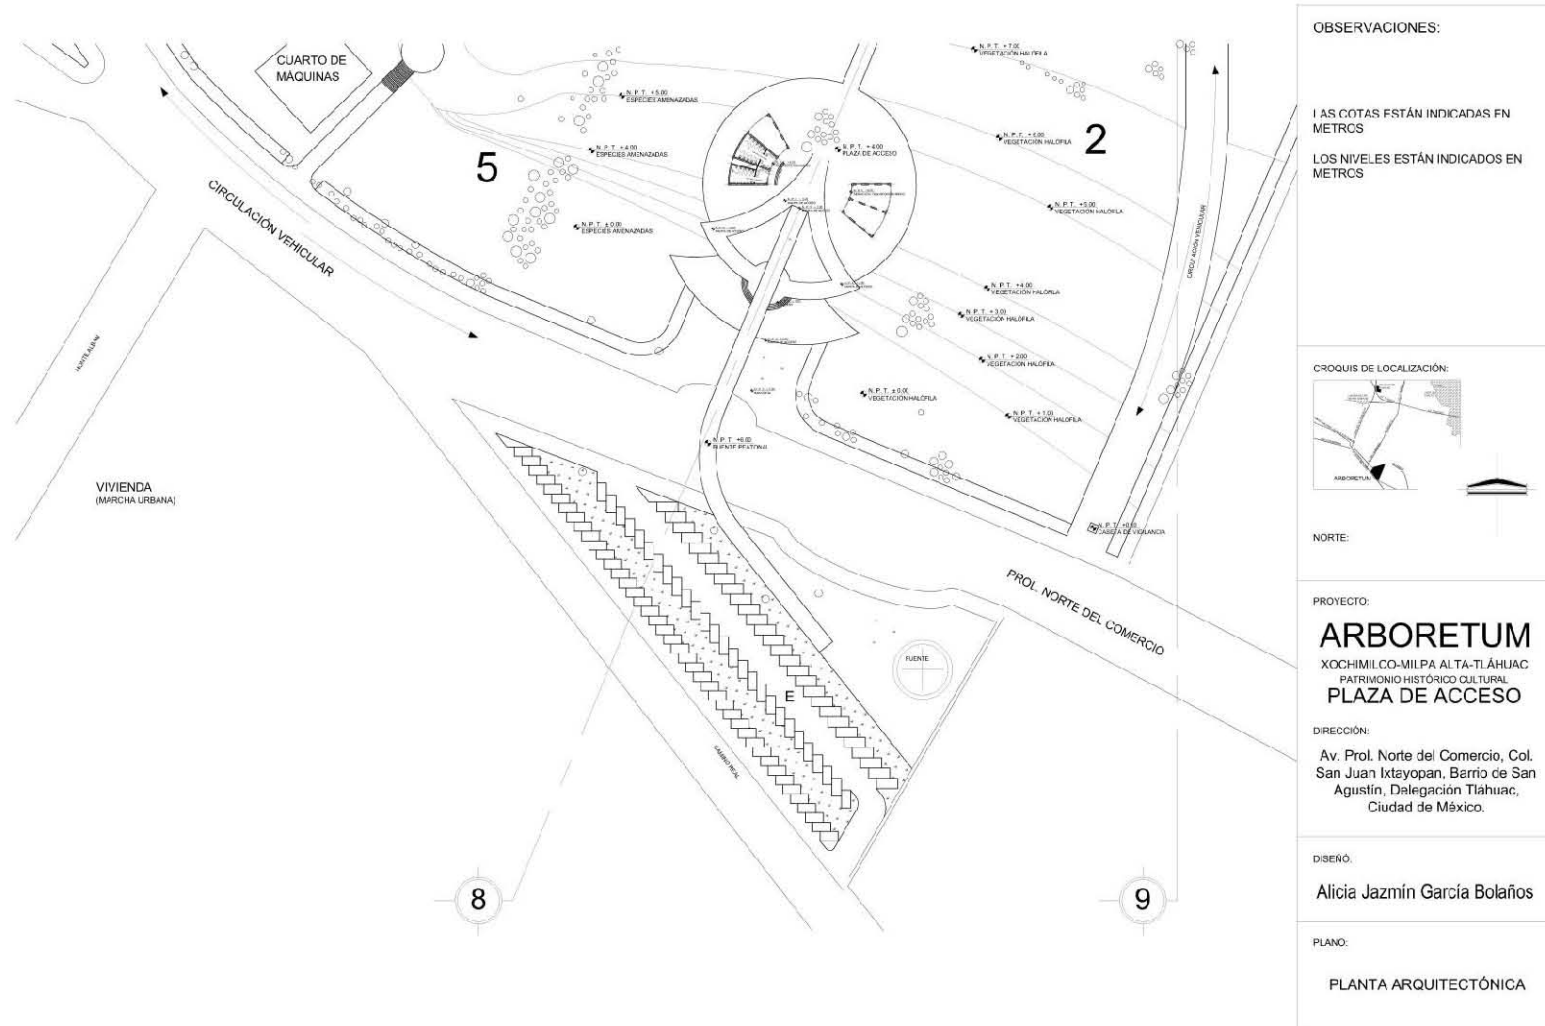 CUARTO DE
MÁQUINAS
N. P. T. +5.00
ESPECIES AMENAZADAS
N. P. T. +4.00
ESPECIES AMENAZADAS
5
N. P. T. ± 0.00
ESPECIES AMENAZADAS
CIRCULACIÓN VEHICULAR
N. P. T. +4.00
PLAZA DE ACCESO
N. P. T. +7.00
VEGETACIÓN HALÓFILA
N. P. T. +6.00
VEGETACIÓN HALÓFILA
2
N. P. T. +5.00
VEGETACIÓN HALÓFILA
N. P. T. +4.00
VEGETACIÓN HALÓFILA
N. P. T. +3.00
VEGETACIÓN HALÓFILA
N. P. T. +2.00
VEGETACIÓN HALÓFILA
N. P. T. ± 0.00
VEGETACIÓN HALÓFILA
N. P. T. +1.00
VEGETACIÓN HALÓFILA
CIRCULACIÓN VEHICULAR
N. P. T. +6.00
PUENTE PEATONAL
VIVIENDA
(MARCHA URBANA)
CASETA DE VIGILANCIA
PROL. NORTE DEL COMERCIO
FUENTE
E
CAMINO REAL
8
9
OBSERVACIONES:
LAS COTAS ESTÁN INDICADAS EN
METROS
LOS NIVELES ESTÁN INDICADOS EN
METROS
CROQUIS DE LOCALIZACIÓN:
ARBORETUM
NORTE:
PROYECTO:
ARBORETUM
XOCHIMILCO-MILPA ALTA-TLÁHUAC
PATRIMONIO HISTÓRICO CULTURAL
PLAZA DE ACCESO
DIRECCIÓN:
Av. Prol. Norte del Comercio, Col.
San Juan Ixtayopan, Barrio de San
Agustín, Delegación Tláhuac,
Ciudad de México.
DISEÑÓ:
Alicia Jazmín García Bolaños
PLANO:
PLANTA ARQUITECTÓNICA